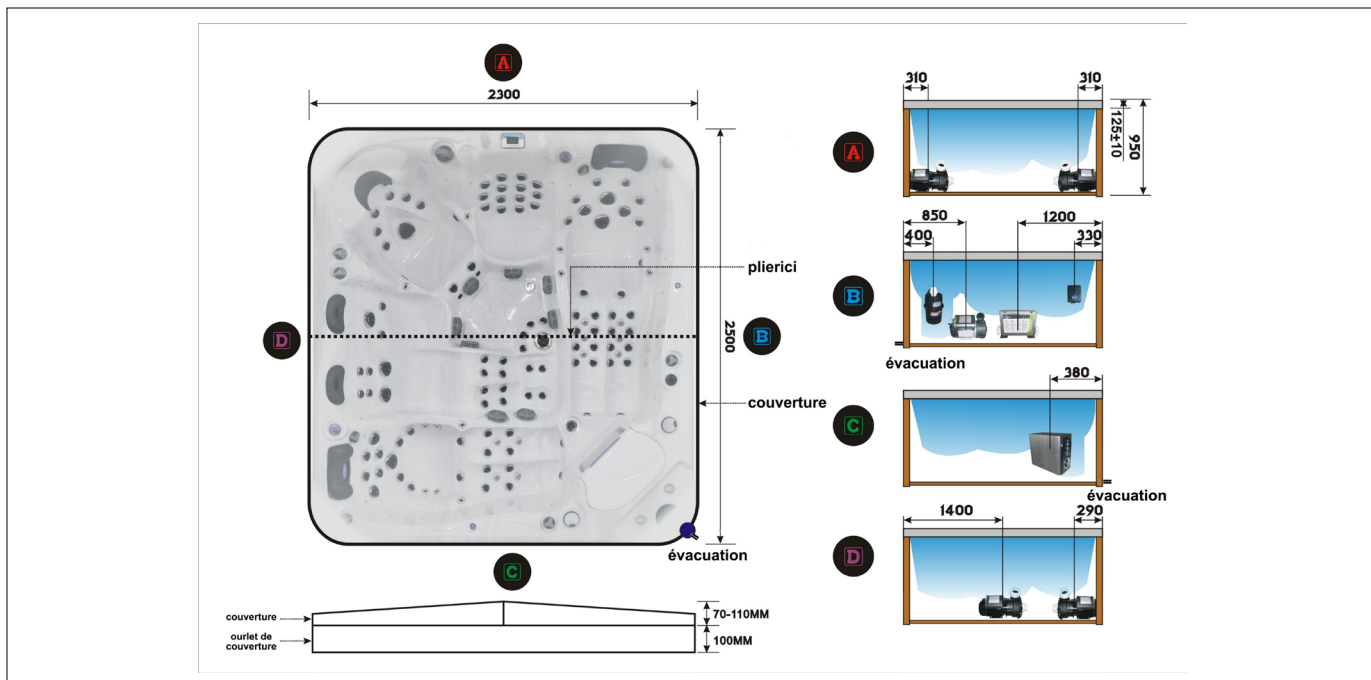 A
2300
2500
D
B
plierici
couverture
évacuation
C
couverture
ourlet de
couverture
70-110MM
100MM
A
310
310
125±10
950
B
850
1200
400
330
évacuation
C
380
évacuation
D
1400
290